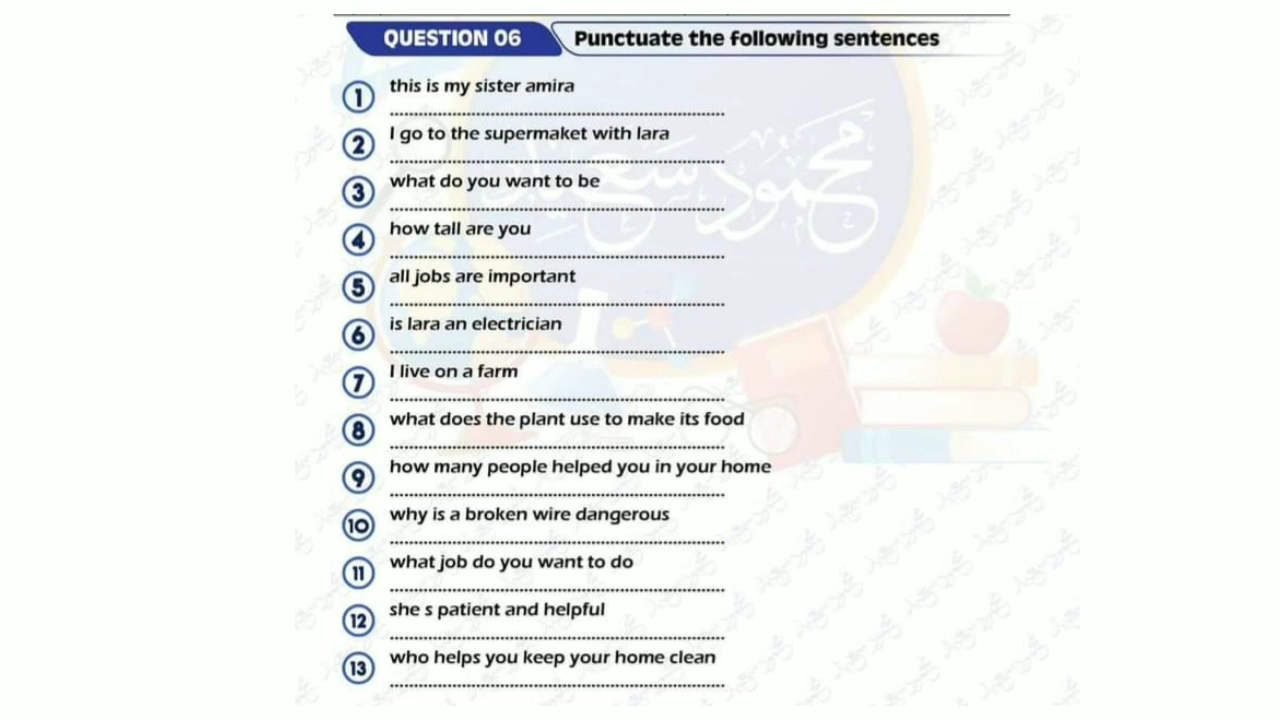 QUESTION 06 Punctuate the following sentences
1 this is my sister amira
2 I go to the supermaket with lara
3 what do you want to be
4 how tall are you
5 all jobs are important
6 is lara an electrician
7 I live on a farm
8 what does the plant use to make its food
9 how many people helped you in your home
10 why is a broken wire dangerous
11 what job do you want to do
12 she s patient and helpful
13 who helps you keep your home clean
محمود سعيد